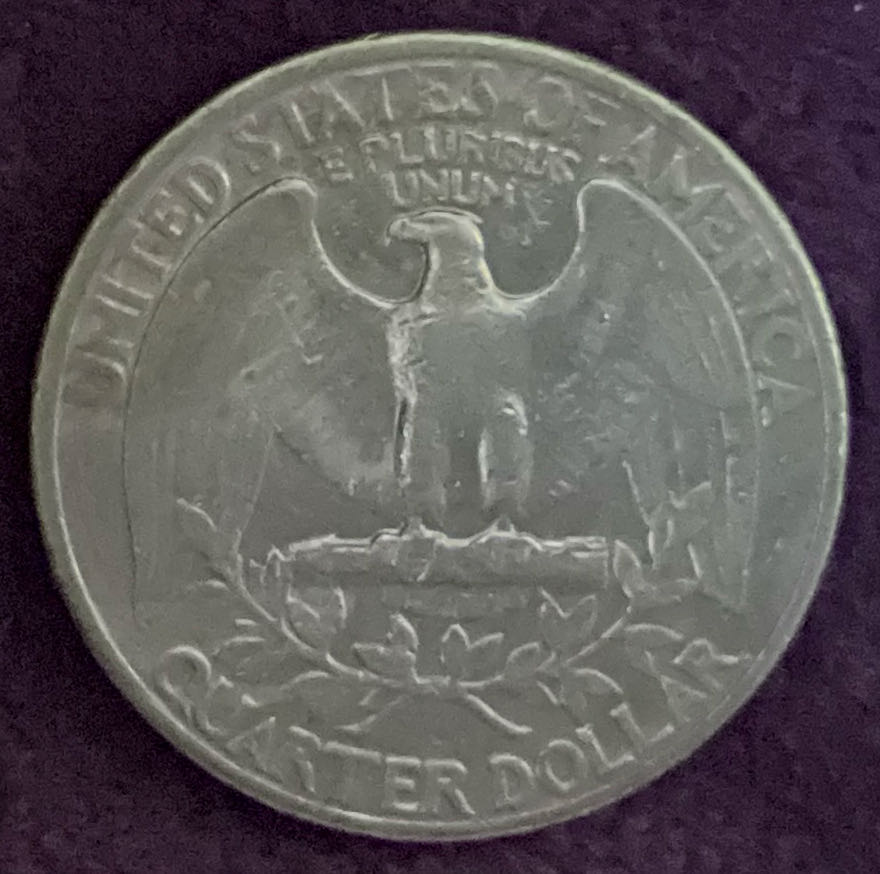 UNITED STATES OF AMERICA
E PLURIBUS
UNUM
QUARTER DOLLAR